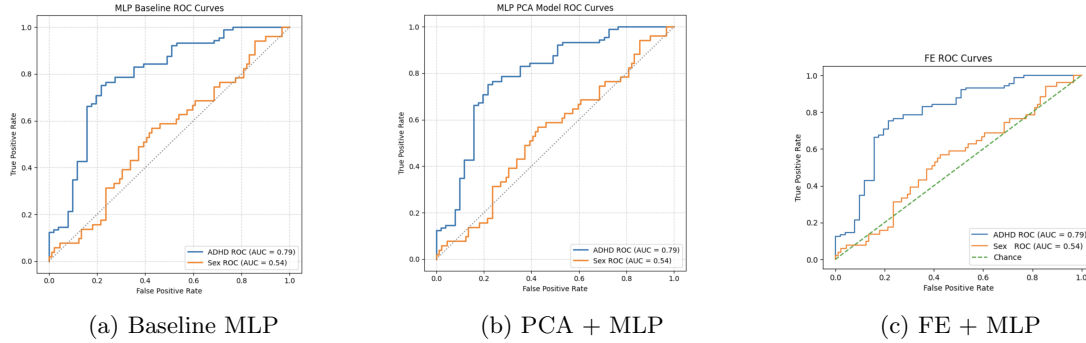 MLP Baseline ROC Curves
1.0
0.8
0.6
0.4
0.2
0.0
True Positive Rate
0.0 0.2 0.4 0.6 0.8 1.0
False Positive Rate
ADHD ROC (AUC = 0.79)
Sex ROC (AUC = 0.54)
(a) Baseline MLP
MLP PCA Model ROC Curves
1.0
0.8
0.6
0.4
0.2
0.0
True Positive Rate
0.0 0.2 0.4 0.6 0.8 1.0
False Positive Rate
ADHD ROC (AUC = 0.79)
Sex ROC (AUC = 0.54)
(b) PCA + MLP
FE ROC Curves
1.0
0.8
0.6
0.4
0.2
0.0
True Positive Rate
0.0 0.2 0.4 0.6 0.8 1.0
False Positive Rate
ADHD ROC (AUC = 0.79)
Sex ROC (AUC = 0.54)
Chance
(c) FE + MLP